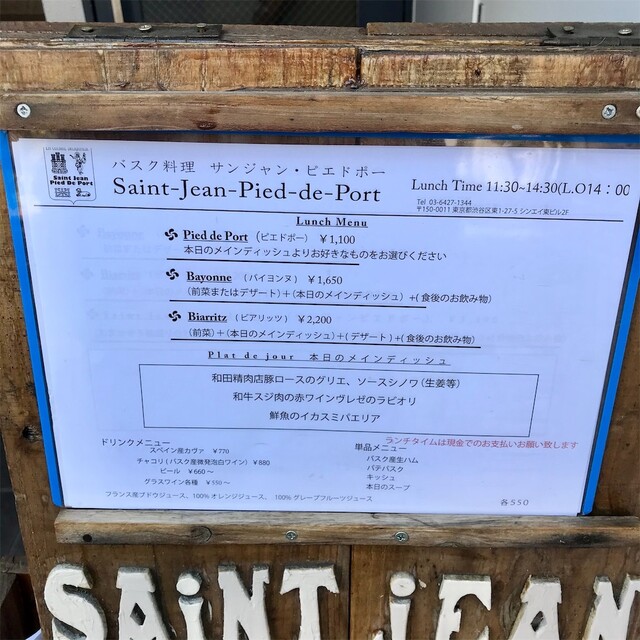 Saint Jean
Pied De Port
バスク料理 サンジャン・ピエドポー
Saint-Jean-Pied-de-Port
Lunch Time 11:30~14:30(L.O14:00
Tel 03-6427-1344
〒150-0011 東京都渋谷区東1-27-5 シンエイ東ビル2F
Lunch Menu
Pied de Port (ピエドポー) ¥1,100
本日のメインディッシュよりお好きなものをお選びください
Bayonne (バイヨンヌ) ¥1,650
(前菜またはデザート)+(本日のメインディッシュ) +(食後のお飲み物)
Biarritz (ビアリッツ) ¥2,200
(前菜)+(本日のメインディッシュ)+(デザート)+(食後のお飲み物)
Plat de jour 本日のメインディッシュ
和田精肉店豚ロースのグリエ、ソースシノワ(生姜等)
和牛スジ肉の赤ワインヴレゼのラビオリ
鮮魚のイカスミパエリア
ランチタイムは現金でのお支払いお願い致します
ドリンクメニュー
スペイン産カヴァ ¥770
チャコリ(バスク産微発泡白ワイン) ¥880
ビール ¥660〜
グラスワイン各種 ¥550〜
フランス産ブドウジュース、100%オレンジジュース、100%グレープフルーツジュース 各550
単品メニュー
バスク産生ハム
パテバスク
キッシュ
本日のスープ
SAiNT JEAN